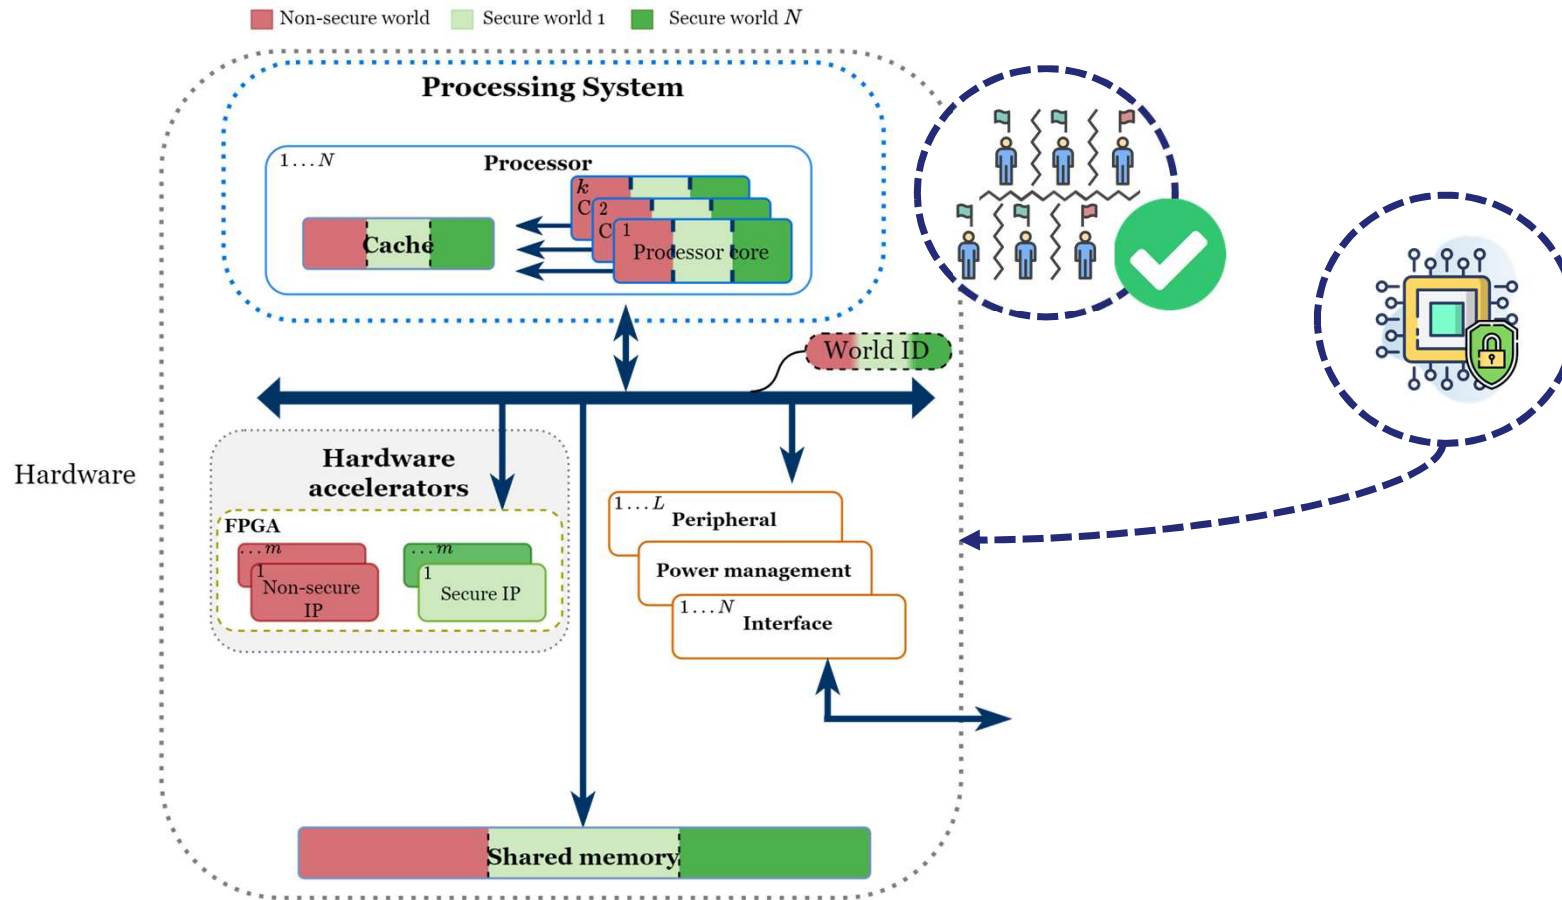 Non-secure world
Secure world 1
Secure world N
Processing System
1...N
Processor
k
C
2
C
1
Processor core
Cache
World ID
Hardware
Hardware
accelerators
FPGA
...m
1
Non-secure
IP
...m
1
Secure IP
1...L
Peripheral
Power management
1...N
Interface
Shared memory